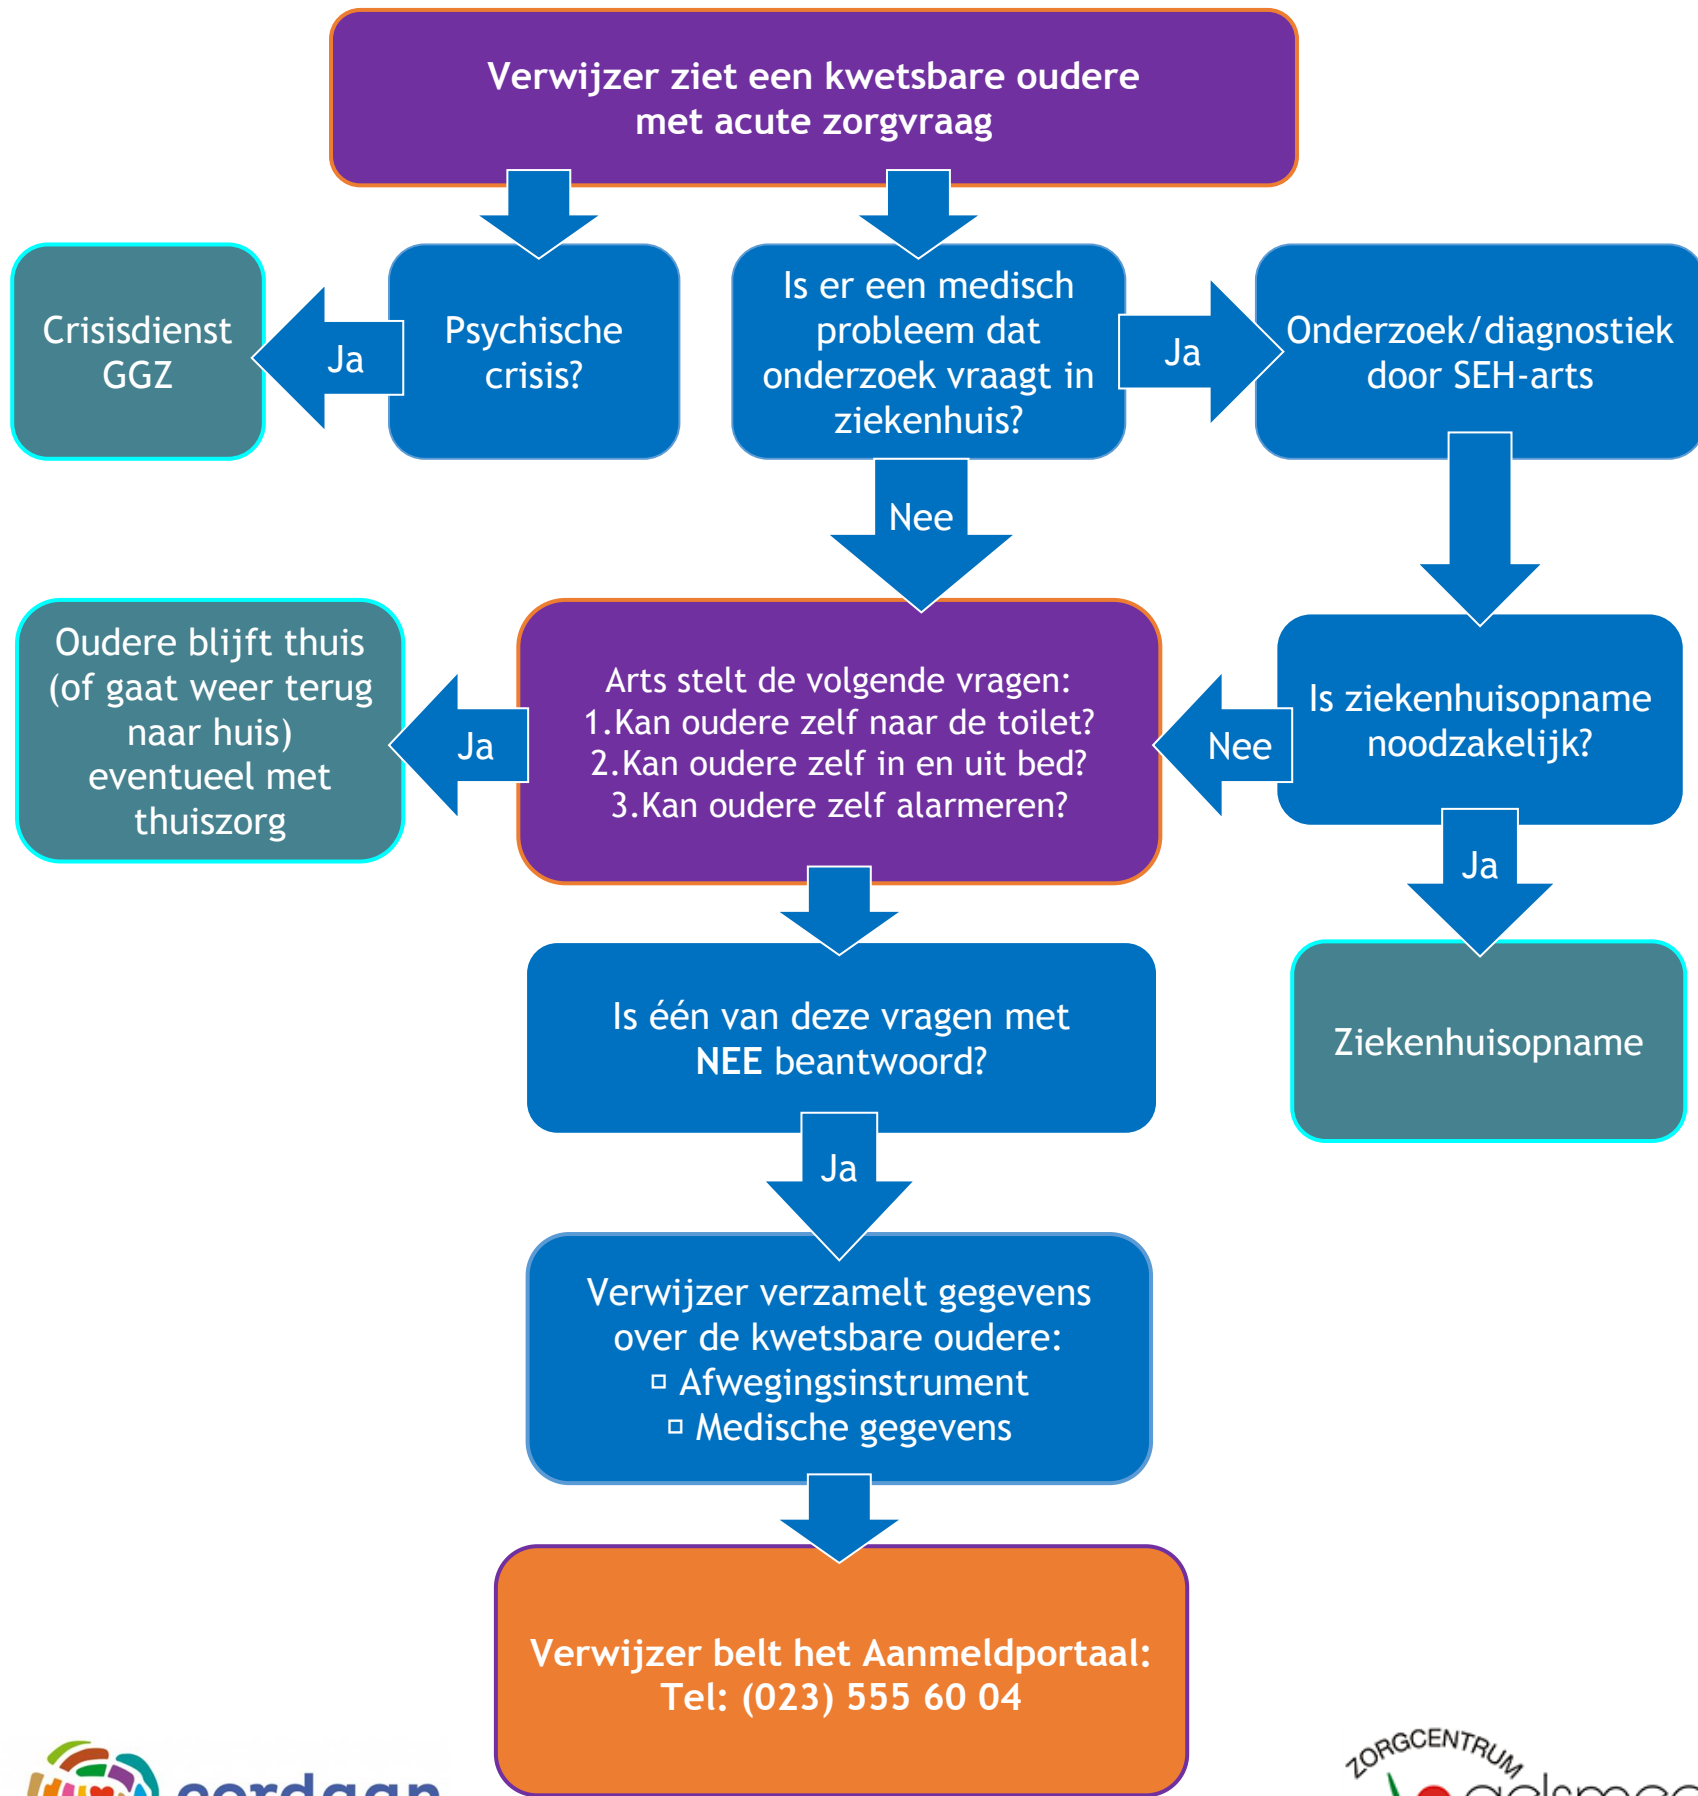 Verwijzer ziet een kwetsbare oudere
met acute zorgvraag
Crisisdienst
GGZ
Ja
Psychische
crisis?
Is er een medisch
probleem dat
onderzoek vraagt in
ziekenhuis?
Ja
Onderzoek/diagnostiek
door SEH-arts
Nee
Oudere blijft thuis
(of gaat weer terug
naar huis)
eventueel met
thuiszorg
Ja
Arts stelt de volgende vragen:
1.Kan oudere zelf naar de toilet?
2.Kan oudere zelf in en uit bed?
3.Kan oudere zelf alarmeren?
Nee
Is ziekenhuisopname
noodzakelijk?
Ja
Is één van deze vragen met
NEE beantwoord?
Ziekenhuisopname
Ja
Verwijzer verzamelt gegevens
over de kwetsbare oudere:
▫ Afwegingsinstrument
▫ Medische gegevens
Verwijzer belt het Aanmeldportaal:
Tel: (023) 555 60 04
ZORGCENTRUM